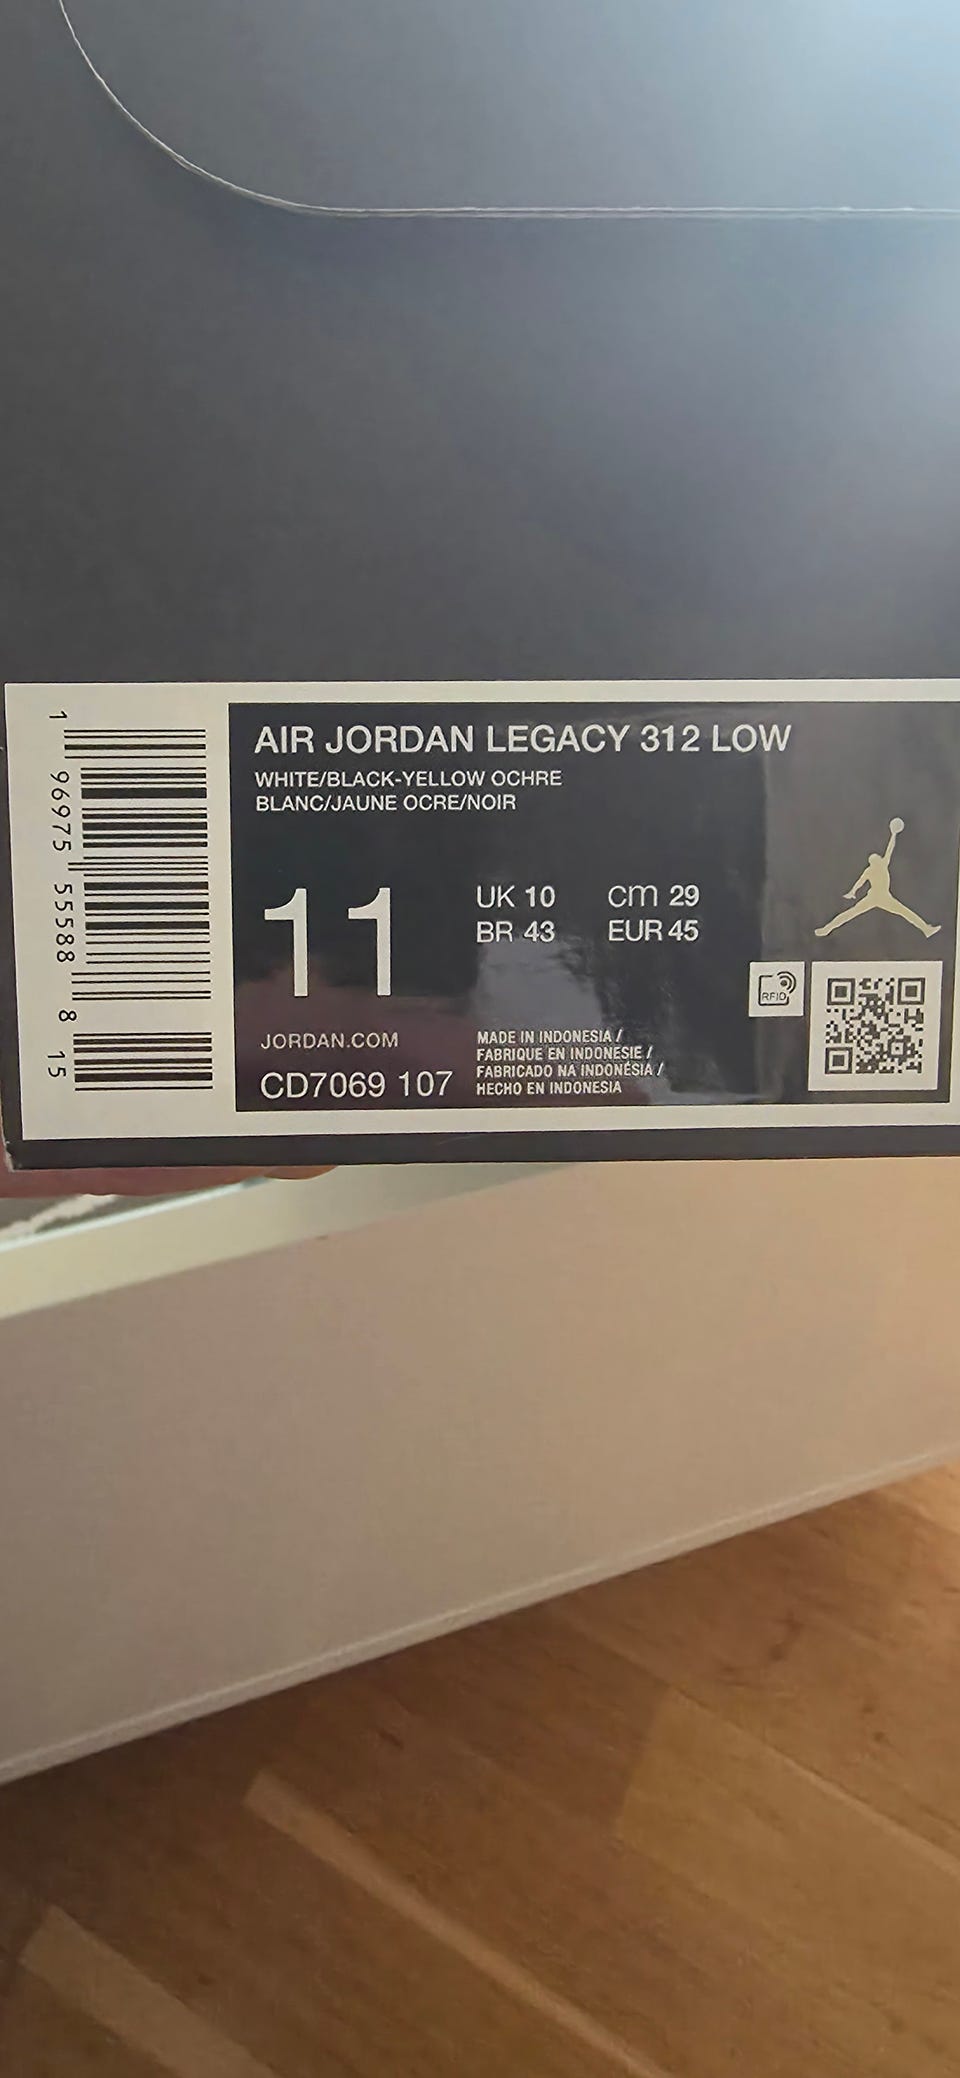 AIR JORDAN LEGACY 312 LOW
WHITE/BLACK-YELLOW OCHRE
BLANC/JAUNE OCRE/NOIR
11
UK 10 cm 29
BR 43 EUR 45
RFID
JORDAN.COM
CD7069 107
MADE IN INDONESIA /
FABRIQUE EN INDONESIE /
FABRICADO NA INDONÉSIA /
HECHO EN INDONESIA
1 96975 55588 8 15